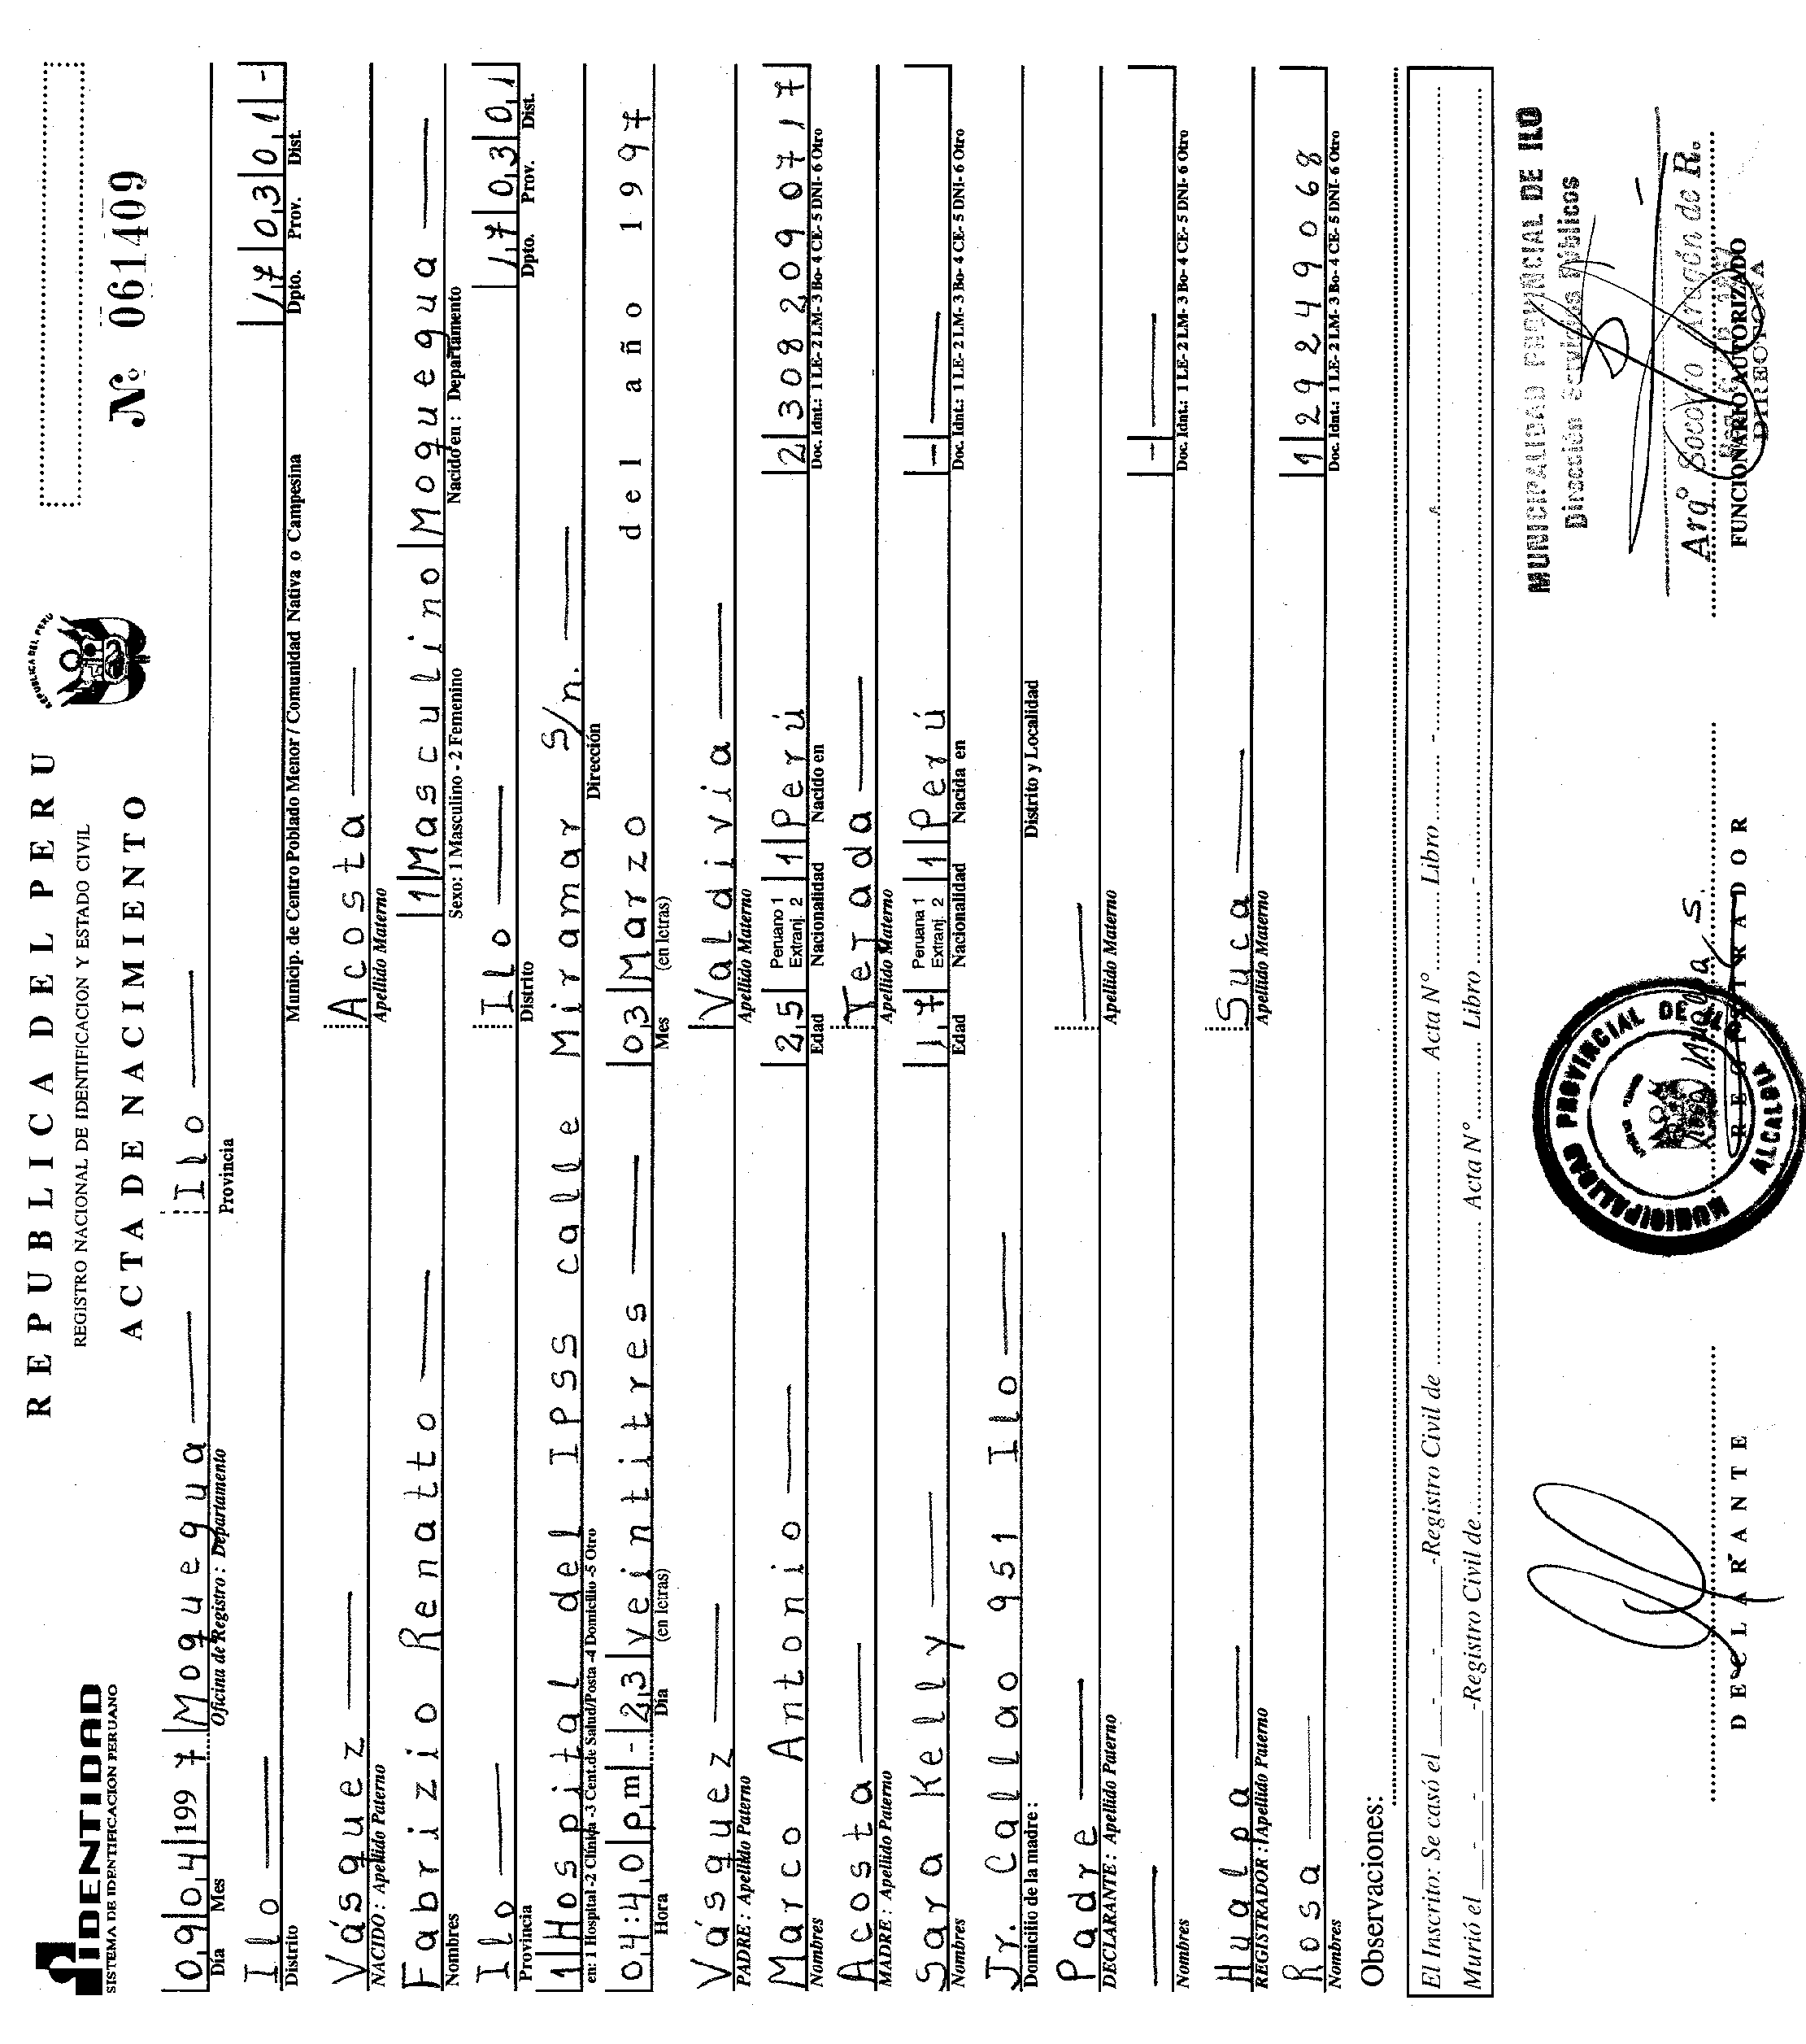 IDENTIDAD
SISTEMA DE IDENTIFICACION PERUANO
REPUBLICA DEL PERU
REGISTRO NACIONAL DE IDENTIFICACION Y ESTADO CIVIL
ACTA DE NACIMIENTO
REPUBLICA DEL PERU
Nº 061409
09 04 1997 Moquegua Ilo
Día Mes Oficina de Registro : Departamento Provincia
Ilo 17 03 01 -
Distrito Municip. de Centro Poblado Menor / Comunidad Nativa o Campesina Dpto. Prov. Dist.
Vásquez Acosta
NACIDO : Apellido Paterno Apellido Materno
Fabrizio Renatto 1 Masculino Moquegua
Nombres Sexo: 1 Masculino - 2 Femenino Nacido en : Departamento
Ilo Ilo 17 03 01
Provincia Distrito Dpto. Prov. Dist.
1 Hospital del IPSS calle Miramar S/n.
en: 1 Hospital -2 Clínica -3 Cent.de Salud/Posta -4 Domicilio -5 Otro Dirección
04:40 pm - 23 veintitres 03 Marzo del año 1997
Hora Día (en letras) Mes (en letras)
Vásquez Valdivia
PADRE : Apellido Paterno Apellido Materno
Marco Antonio 25 Peruano 1 Extranj. 2 1 Perú 2 308209071 7
Nombres Edad Nacionalidad Nacido en Doc. Idnt.: 1 LE- 2 LM- 3 Bo- 4 CE- 5 DNI- 6 Otro
Acosta Terada
MADRE : Apellido Paterno Apellido Materno
Sara Kelly 17 Peruana 1 Extranj. 2 1 Perú -
Nombres Edad Nacionalidad Nacida en Doc. Idnt.: 1 LE- 2 LM- 3 Bo- 4 CE- 5 DNI- 6 Otro
Jr. Callao 951 Ilo
Domicilio de la madre : Distrito y Localidad
Padre
DECLARANTE : Apellido Paterno Apellido Materno
-
Nombres Doc. Idnt.: 1 LE- 2 LM- 3 Bo- 4 CE- 5 DNI- 6 Otro
Hualpa Suca
REGISTRADOR : Apellido Paterno Apellido Materno
Rosa 1 29249068
Nombres Doc. Idnt.: 1 LE- 2 LM- 3 Bo- 4 CE- 5 DNI- 6 Otro
Observaciones:
El Inscrito: Se casó el - - -Registro Civil de Acta Nº Libro -
Murió el - - -Registro Civil de Acta Nº Libro -
MUNICIPALIDAD PROVINCIAL DE ILO
Dirección Servicios Públicos
MUNICIPALIDAD PROVINCIAL DE ILO
ALCALDIA
Rosa Hualpa S.
Arqº Socorro Aragón de R.
DECLARANTE REGISTRADOR FUNCIONARIO AUTORIZADO
DIRECTORA